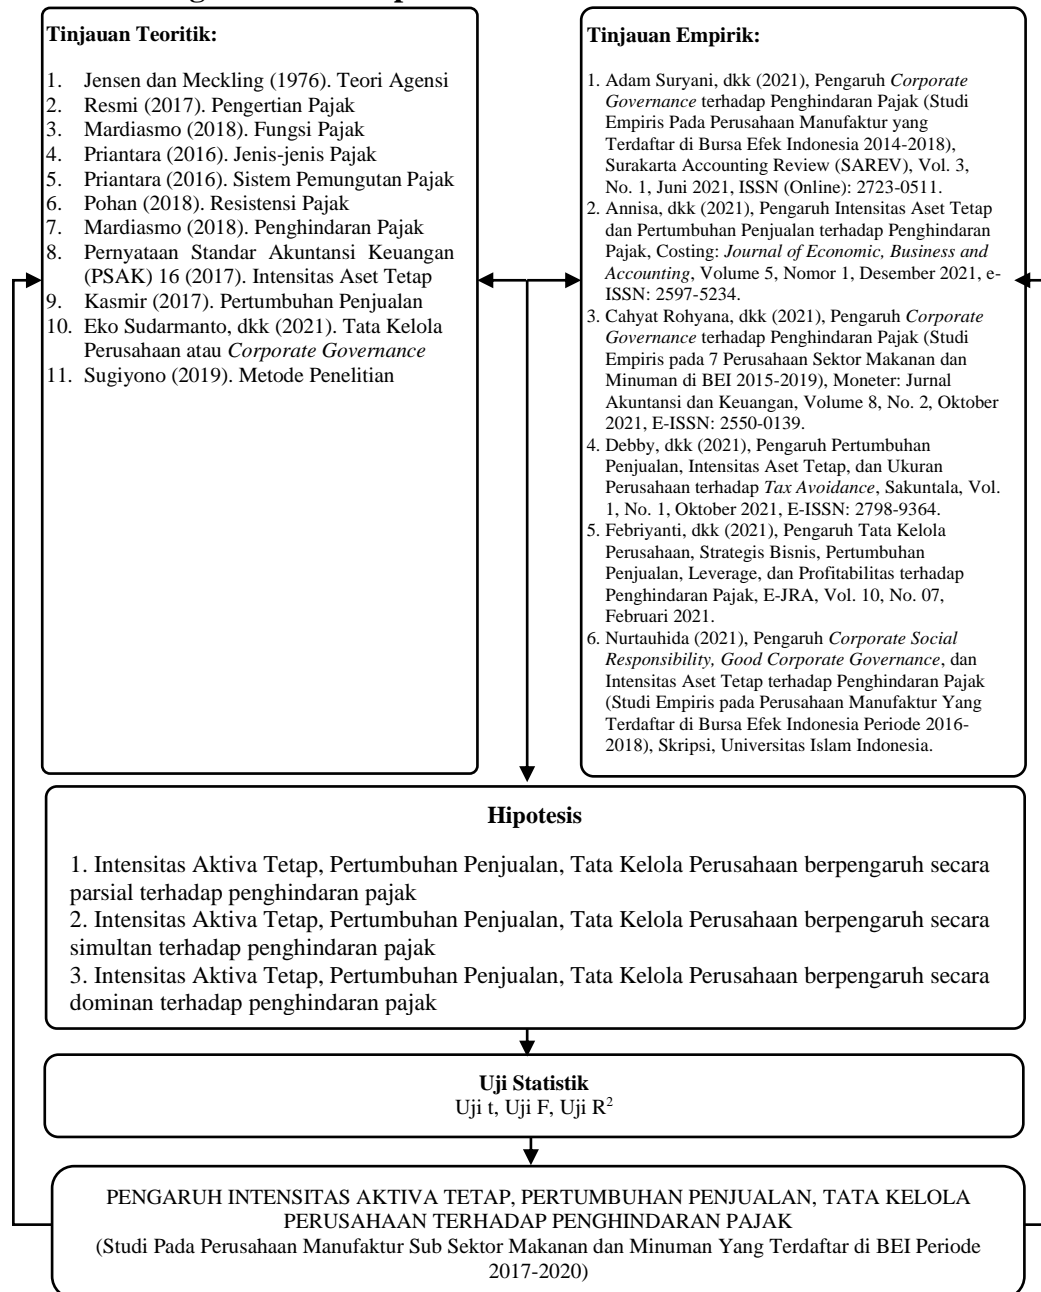 Tinjauan Teoritik:
1. Jensen dan Meckling (1976). Teori Agensi
2. Resmi (2017). Pengertian Pajak
3. Mardiasmo (2018). Fungsi Pajak
4. Priantara (2016). Jenis-jenis Pajak
5. Priantara (2016). Sistem Pemungutan Pajak
6. Pohan (2018). Resistensi Pajak
7. Mardiasmo (2018). Penghindaran Pajak
8. Pernyataan Standar Akuntansi Keuangan
(PSAK) 16 (2017). Intensitas Aset Tetap
9. Kasmir (2017). Pertumbuhan Penjualan
10. Eko Sudarmanto, dkk (2021). Tata Kelola
Perusahaan atau Corporate Governance
11. Sugiyono (2019). Metode Penelitian
Tinjauan Empirik:
1. Adam Suryani, dkk (2021), Pengaruh Corporate
Governance terhadap Penghindaran Pajak (Studi
Empiris Pada Perusahaan Manufaktur yang
Terdaftar di Bursa Efek Indonesia 2014-2018),
Surakarta Accounting Review (SAREV), Vol. 3,
No. 1, Juni 2021, ISSN (Online): 2723-0511.
2. Annisa, dkk (2021), Pengaruh Intensitas Aset Tetap
dan Pertumbuhan Penjualan terhadap Penghindaran
Pajak, Costing: Journal of Economic, Business and
Accounting, Volume 5, Nomor 1, Desember 2021, e-
ISSN: 2597-5234.
3. Cahyat Rohyana, dkk (2021), Pengaruh Corporate
Governance terhadap Penghindaran Pajak (Studi
Empiris pada 7 Perusahaan Sektor Makanan dan
Minuman di BEI 2015-2019), Moneter: Jurnal
Akuntansi dan Keuangan, Volume 8, No. 2, Oktober
2021, E-ISSN: 2550-0139.
4. Debby, dkk (2021), Pengaruh Pertumbuhan
Penjualan, Intensitas Aset Tetap, dan Ukuran
Perusahaan terhadap Tax Avoidance, Sakuntala, Vol.
1, No. 1, Oktober 2021, E-ISSN: 2798-9364.
5. Febriyanti, dkk (2021), Pengaruh Tata Kelola
Perusahaan, Strategis Bisnis, Pertumbuhan
Penjualan, Leverage, dan Profitabilitas terhadap
Penghindaran Pajak, E-JRA, Vol. 10, No. 07,
Februari 2021.
6. Nurtauhida (2021), Pengaruh Corporate Social
Responsibility, Good Corporate Governance, dan
Intensitas Aset Tetap terhadap Penghindaran Pajak
(Studi Empiris pada Perusahaan Manufaktur Yang
Terdaftar di Bursa Efek Indonesia Periode 2016-
2018), Skripsi, Universitas Islam Indonesia.
Hipotesis
1. Intensitas Aktiva Tetap, Pertumbuhan Penjualan, Tata Kelola Perusahaan berpengaruh secara
parsial terhadap penghindaran pajak
2. Intensitas Aktiva Tetap, Pertumbuhan Penjualan, Tata Kelola Perusahaan berpengaruh secara
simultan terhadap penghindaran pajak
3. Intensitas Aktiva Tetap, Pertumbuhan Penjualan, Tata Kelola Perusahaan berpengaruh secara
dominan terhadap penghindaran pajak
Uji Statistik
Uji t, Uji F, Uji R²
PENGARUH INTENSITAS AKTIVA TETAP, PERTUMBUHAN PENJUALAN, TATA KELOLA
PERUSAHAAN TERHADAP PENGHINDARAN PAJAK
(Studi Pada Perusahaan Manufaktur Sub Sektor Makanan dan Minuman Yang Terdaftar di BEI Periode
2017-2020)